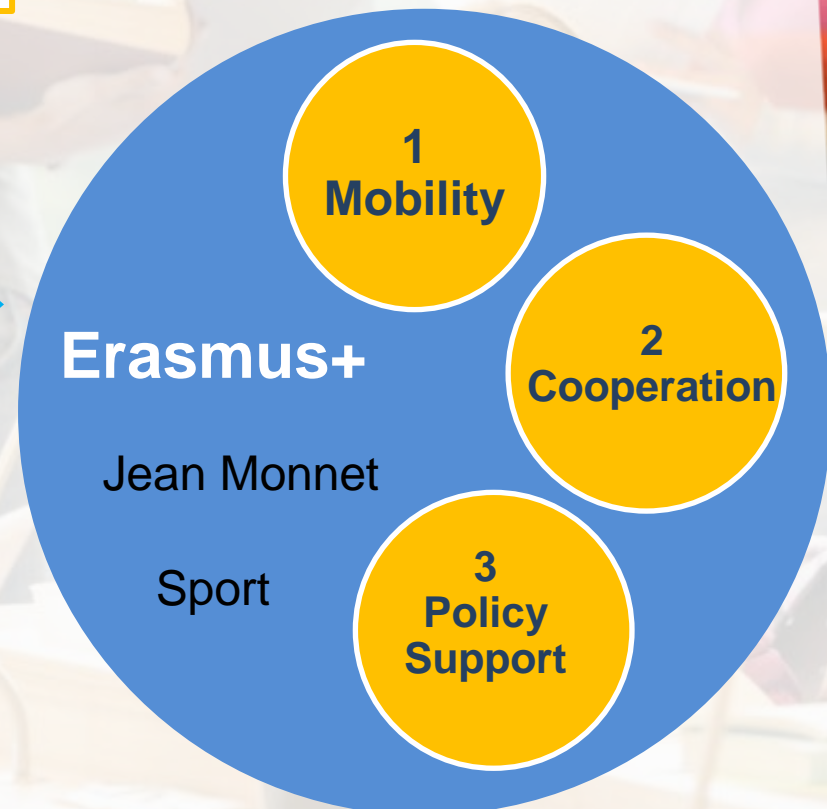 1
Mobility
2
Cooperation
Erasmus+
Jean Monnet
Sport
3
Policy
Support